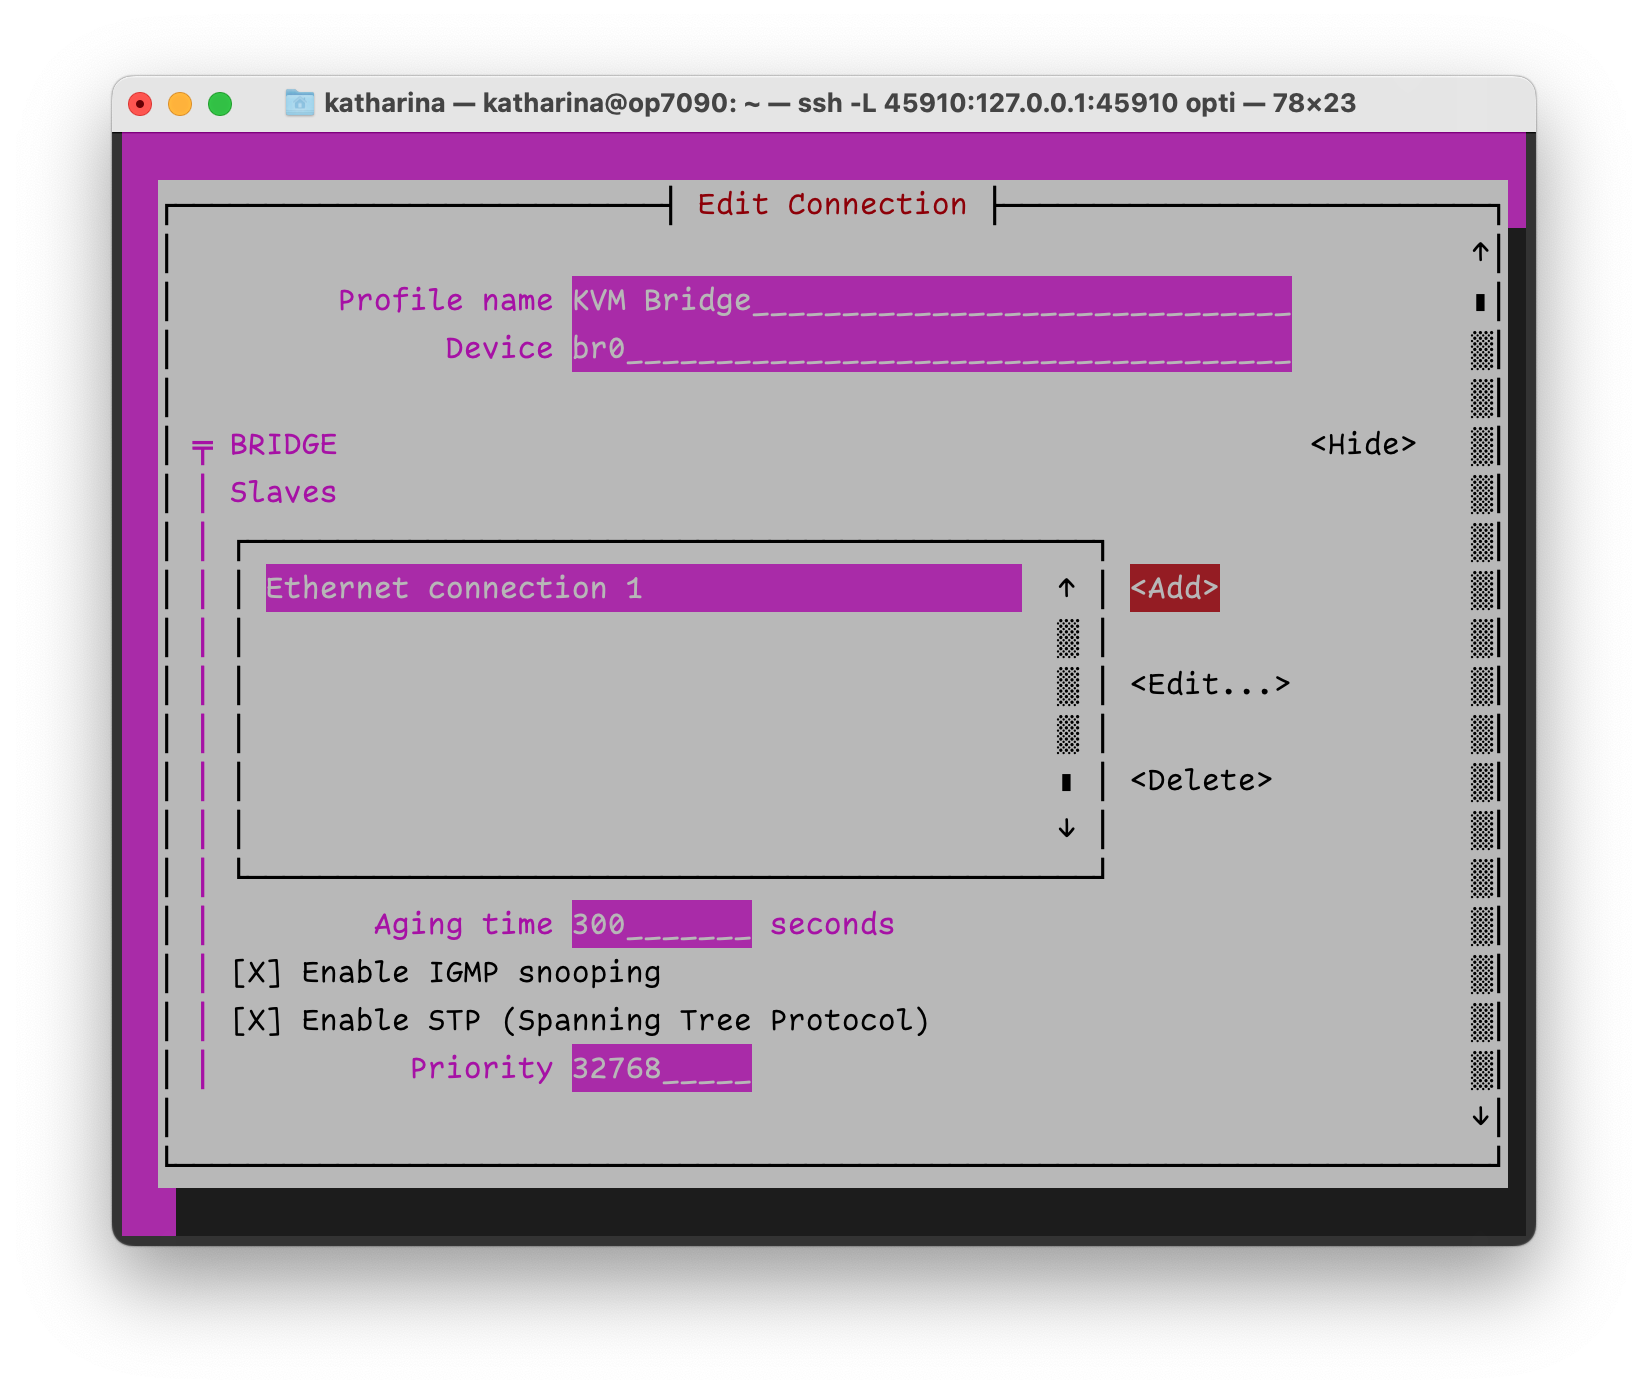 katharina — katharina@op7090: ~ — ssh -L 45910:127.0.0.1:45910 opti — 78×23
Edit Connection
Profile name KVM Bridge
Device br0
BRIDGE <Hide>
Slaves
Ethernet connection 1 <Add>
<Edit...>
<Delete>
Aging time 300 seconds
[X] Enable IGMP snooping
[X] Enable STP (Spanning Tree Protocol)
Priority 32768